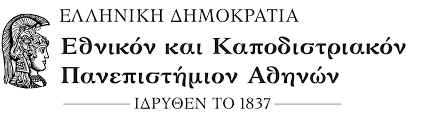 ΕΛΛΗΝΙΚΗ ΔΗΜΟΚΡΑΤΙΑ
Εθνικόν και Καποδιστριακόν
Πανεπιστήμιον Αθηνών
ΙΔΡΥΘΕΝ ΤΟ 1837